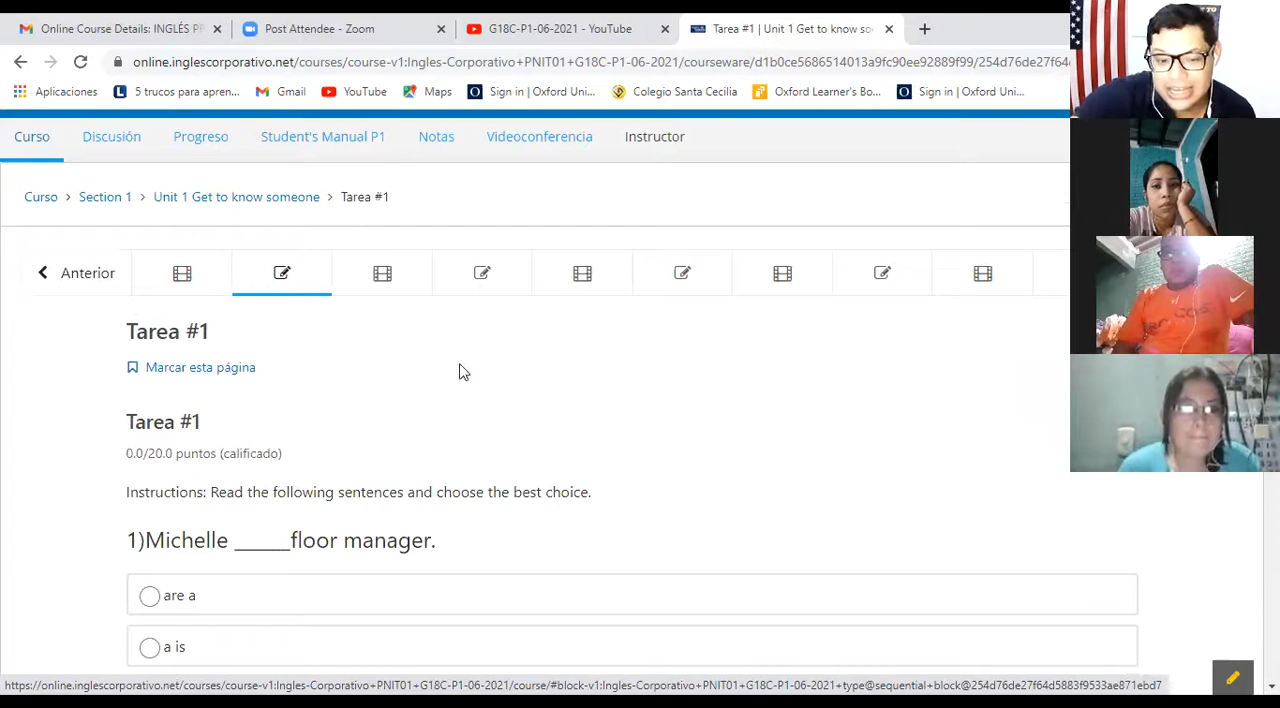 Online Course Details: INGLÉS PF
Post Attendee - Zoom
G18C-P1-06-2021 - YouTube
Tarea #1 | Unit 1 Get to know so
online.inglescorporativo.net/courses/course-v1:Ingles-Corporativo+PNIT01+G18C-P1-06-2021/courseware/d1b0ce5686514013a9fc90ee92889f99/254d76de27f64
Aplicaciones
5 trucos para apren...
Gmail
YouTube
Maps
Sign in | Oxford Uni...
Colegio Santa Cecilia
Oxford Learner's Bo...
Sign in | Oxford Uni...
Curso
Discusión
Progreso
Student's Manual P1
Notas
Videoconferencia
Instructor
Curso > Section 1 > Unit 1 Get to know someone > Tarea #1
Anterior
Tarea #1
Marcar esta página
Tarea #1
0.0/20.0 puntos (calificado)
Instructions: Read the following sentences and choose the best choice.
1)Michelle ______floor manager.
are a
a is
https://online.inglescorporativo.net/courses/course-v1:Ingles-Corporativo+PNIT01+G18C-P1-06-2021/course/#block-v1:Ingles-Corporativo+PNIT01+G18C-P1-06-2021+type@sequential+block@254d76de27f64d5883f9533ae871ebd7